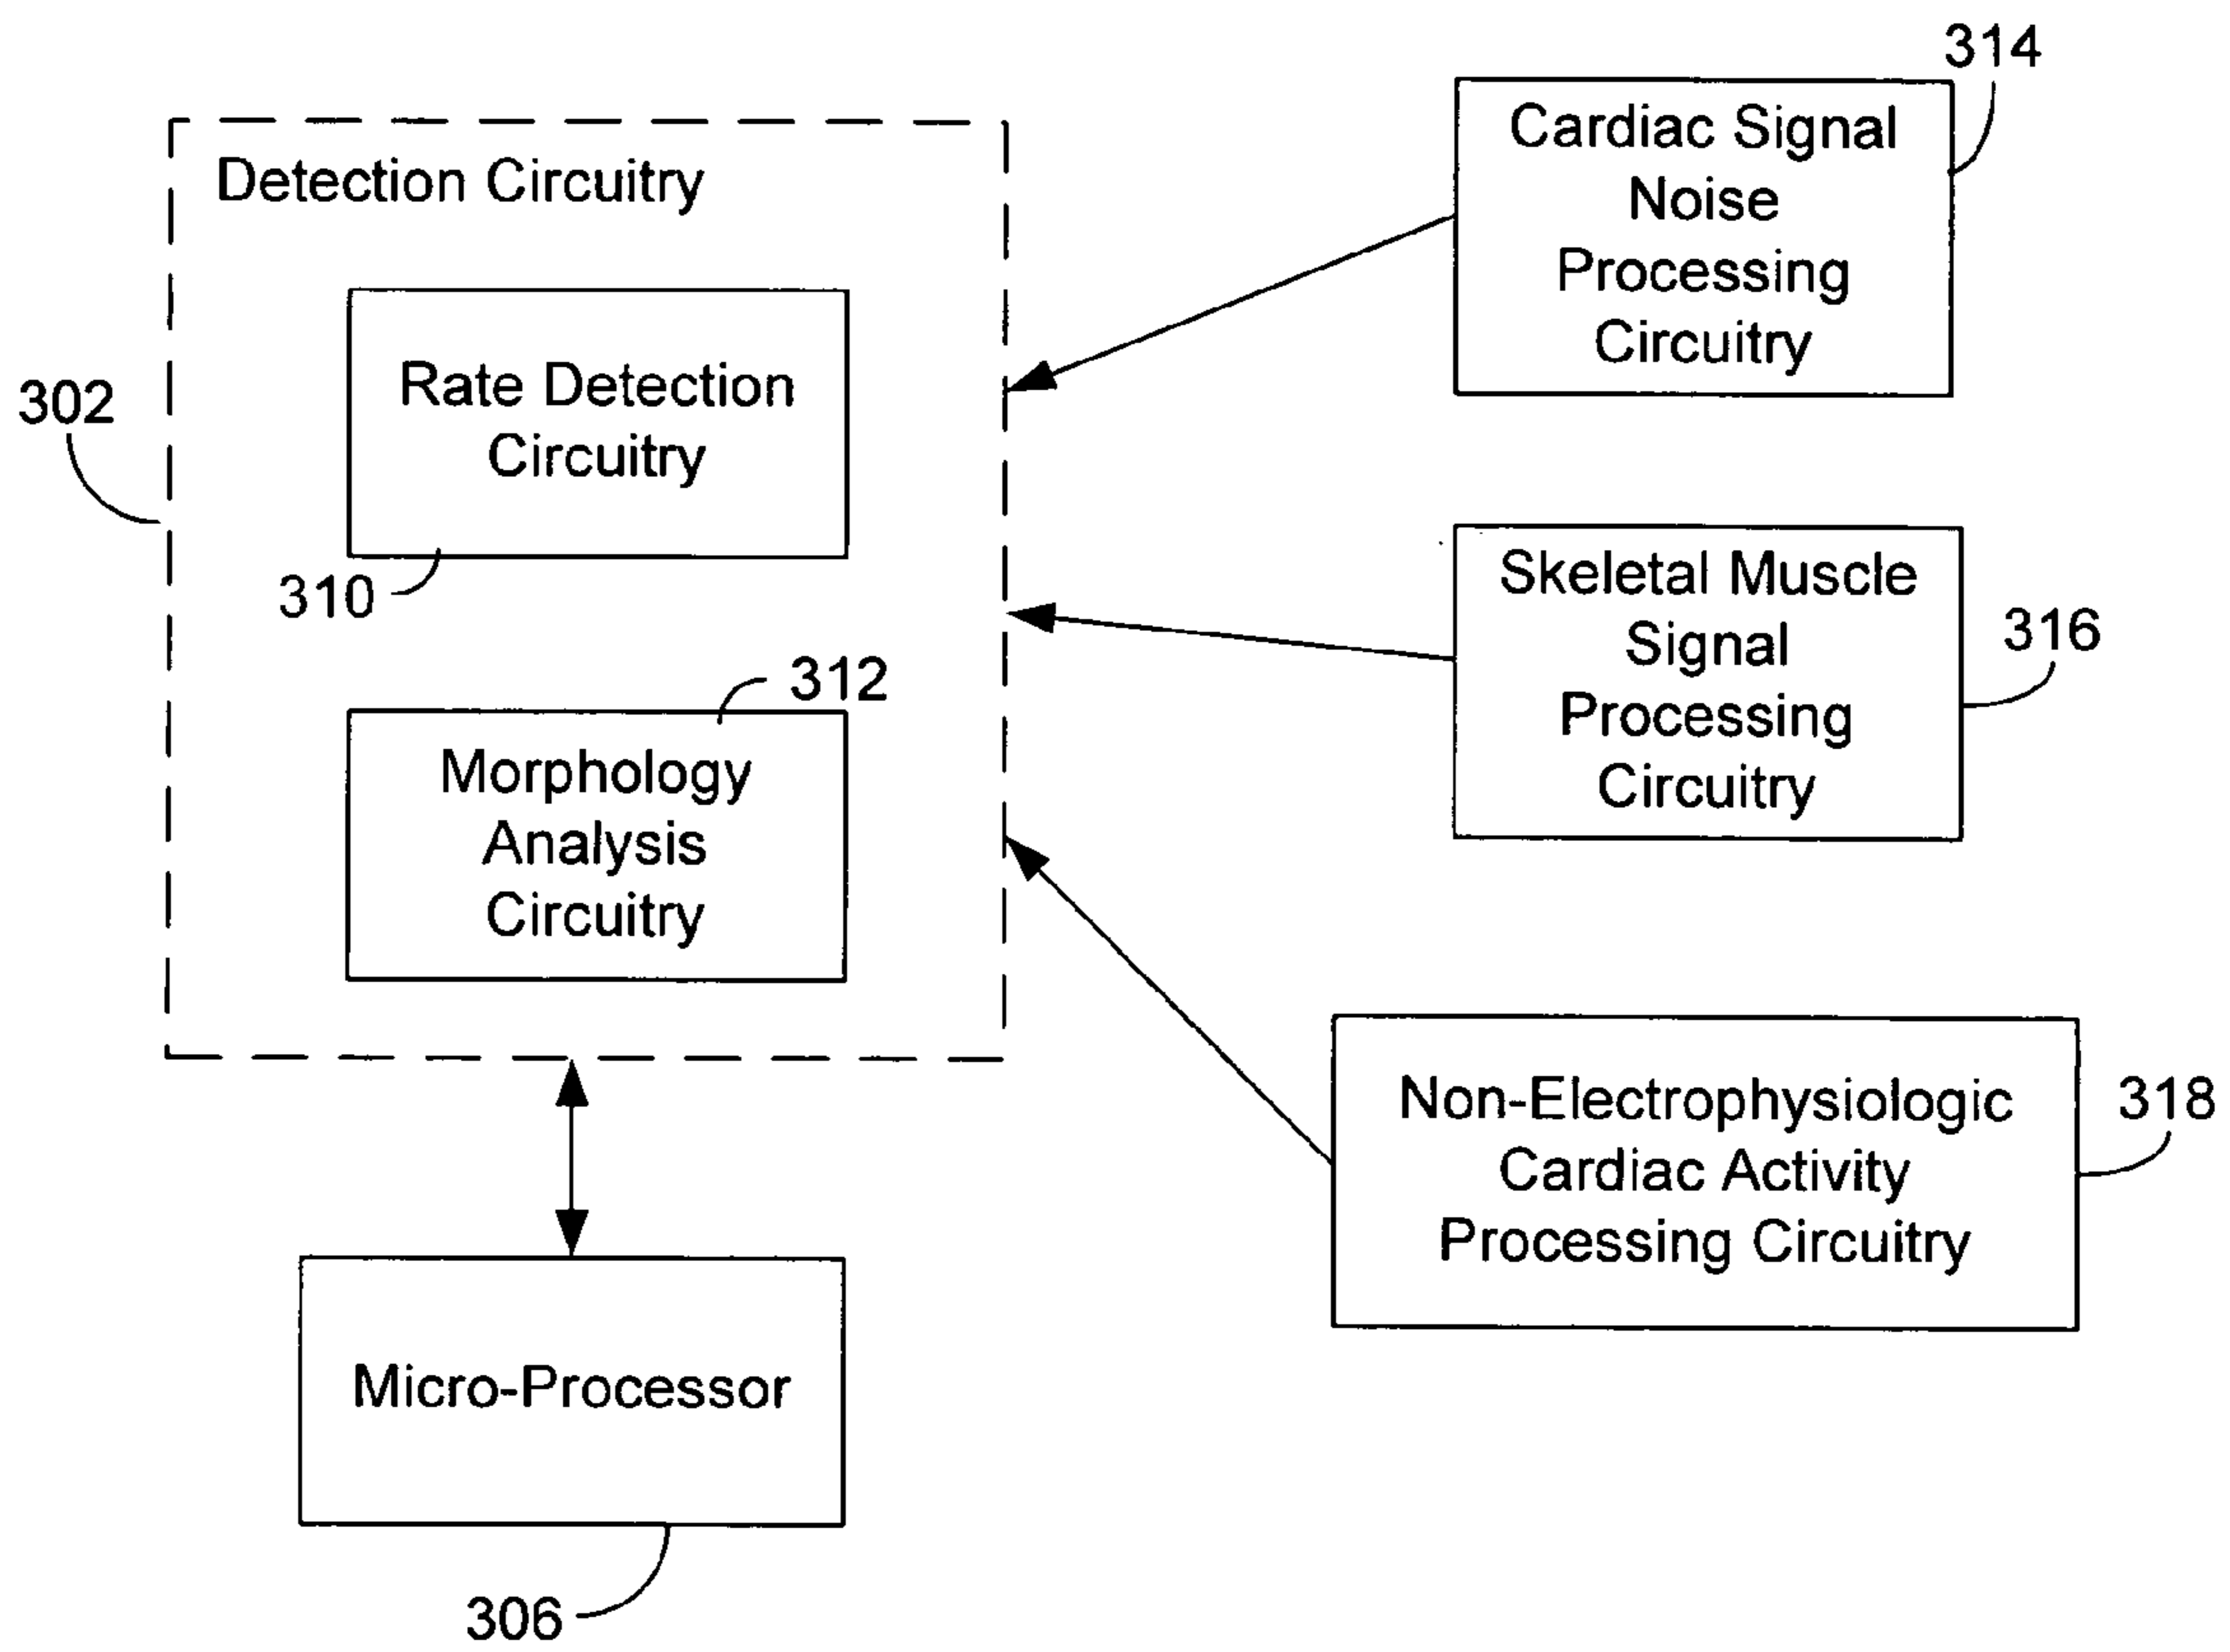 Detection Circuitry
302
Rate Detection
Circuitry
310
312
Morphology
Analysis
Circuitry
Micro-Processor
306
314
Cardiac Signal
Noise
Processing
Circuitry
Skeletal Muscle
Signal
Processing
Circuitry
316
Non-Electrophysiologic
Cardiac Activity
Processing Circuitry
318